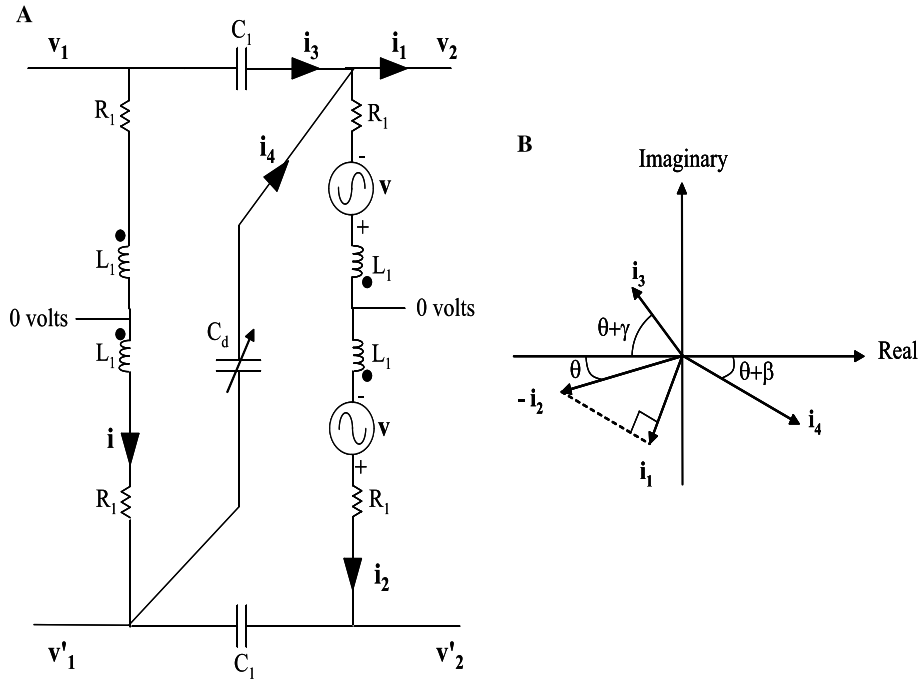 A
C1
v1
i3
i1
v2
R1
R1
i4
-
v
+
B
Imaginary
L1
L1
0 volts
0 volts
i3
θ+γ
Real
θ
θ+β
- i2
i4
i1
L1
Cd
L1
-
v
+
i
R1
R1
i2
v'1
C1
v'2